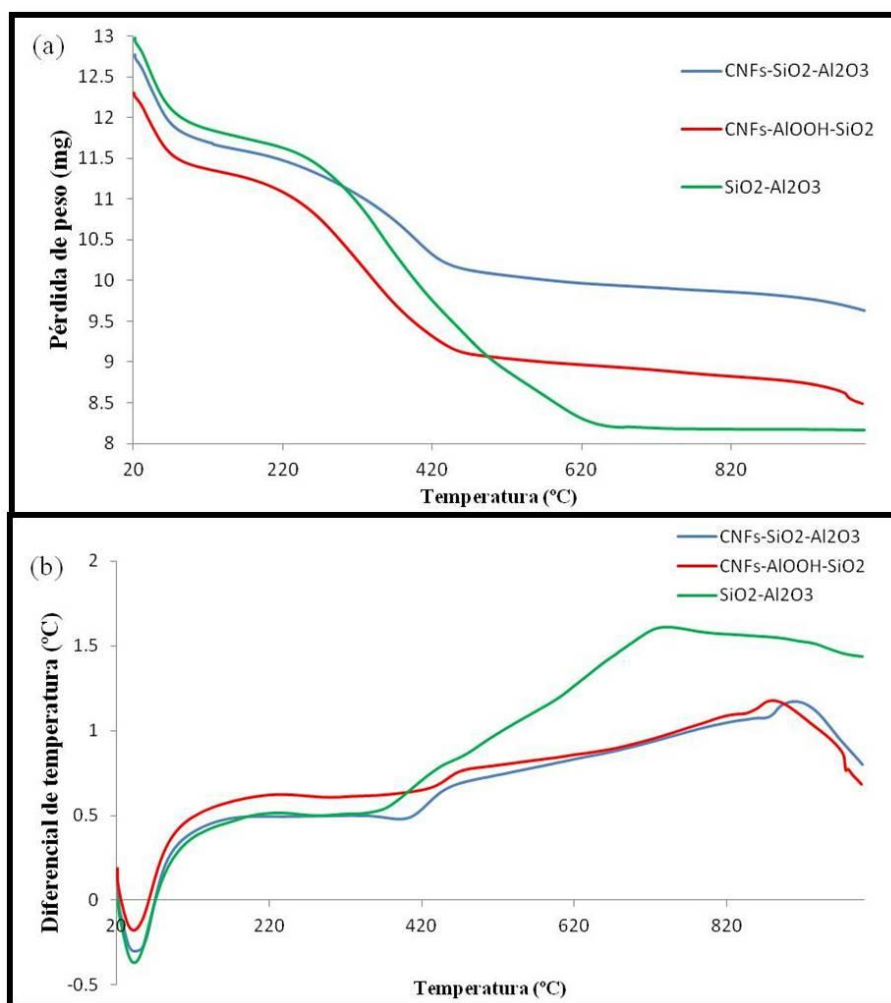 (a)
13
12.5
12
11.5
11
10.5
10
9.5
9
8.5
8
Pérdida de peso (mg)
CNFs-SiO2-Al2O3
CNFs-AlOOH-SiO2
SiO2-Al2O3
20 220 420 620 820
Temperatura (ºC)
(b)
2
1.5
1
0.5
0
-0.5
Diferencial de temperatura (ºC)
CNFs-SiO2-Al2O3
CNFs-AlOOH-SiO2
SiO2-Al2O3
20 220 420 620 820
Temperatura (ºC)